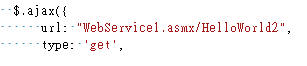 $.ajax({
url: "WebService1.asmx/HelloWorld2",
type: 'get',